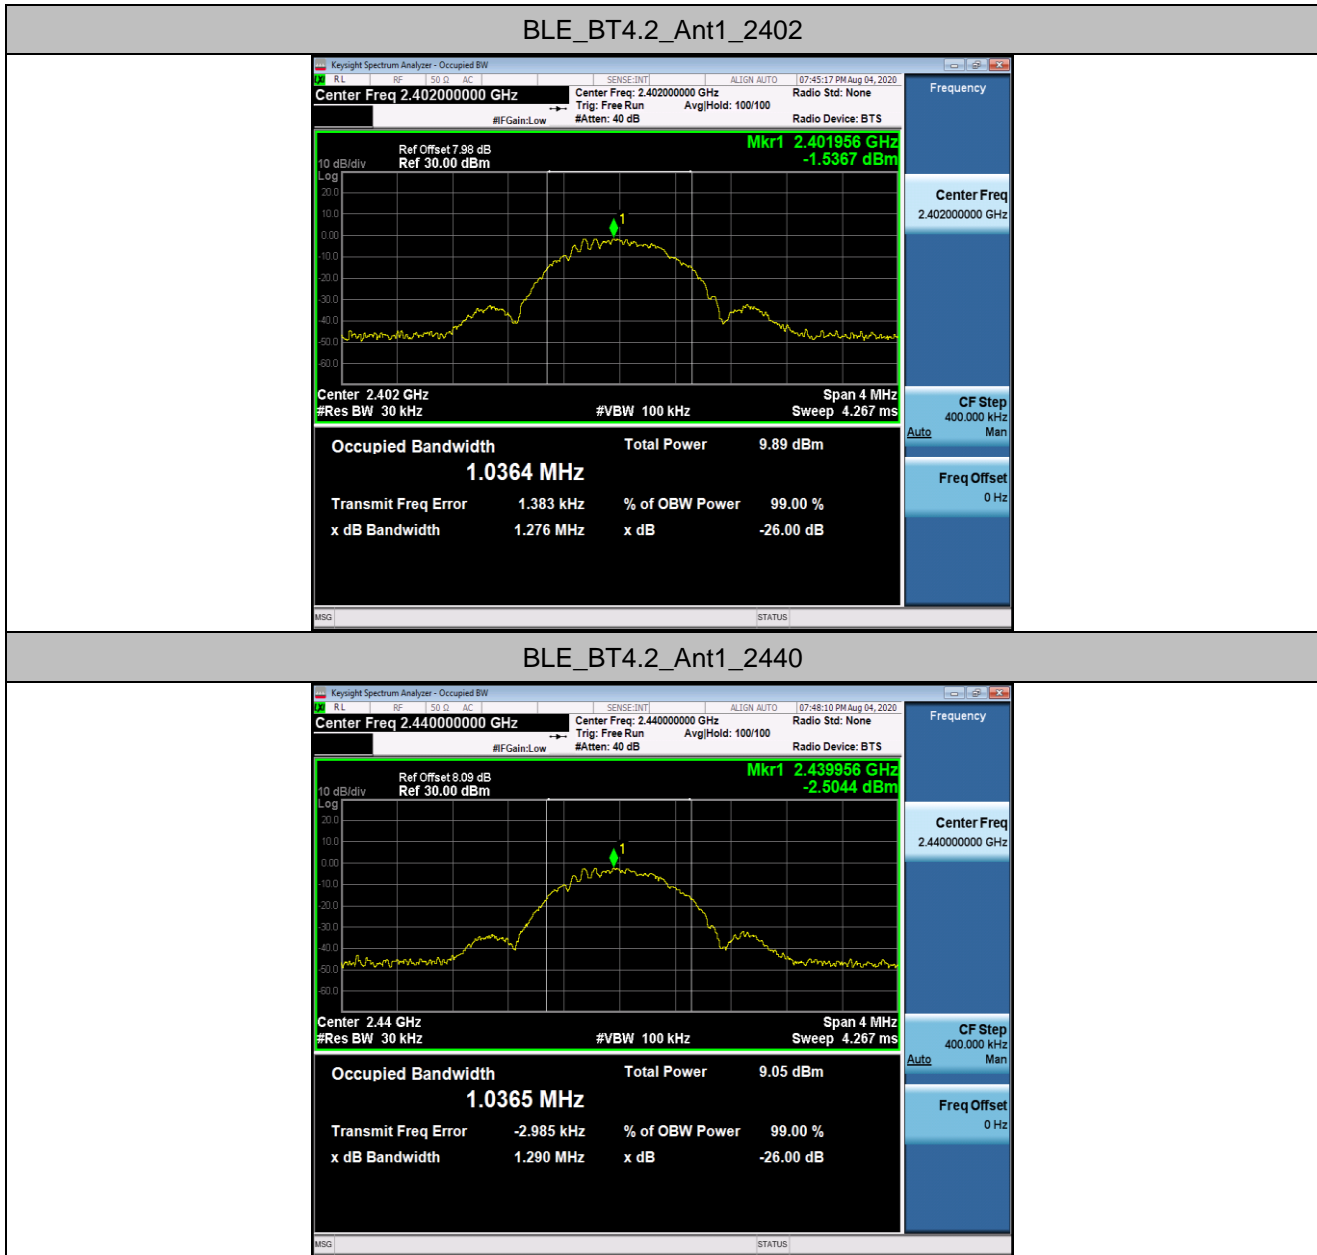 BLE_BT4.2_Ant1_2402
Keysight Spectrum Analyzer - Occupied BW
LXI RL RF 50 Ω AC SENSE:INT ALIGN AUTO 07:45:17 PM Aug 04, 2020
Center Freq 2.402000000 GHz Center Freq: 2.402000000 GHz Radio Std: None
Trig: Free Run Avg|Hold: 100/100
#IFGain:Low #Atten: 40 dB Radio Device: BTS
Frequency
Mkr1 2.401956 GHz
Ref Offset 7.98 dB
-1.5367 dBm
10 dB/div Ref 30.00 dBm
Log
20.0
10.0
0.00
-10.0
-20.0
-30.0
-40.0
-50.0
-60.0
1
Center Freq
2.402000000 GHz
Center 2.402 GHz Span 4 MHz
#Res BW 30 kHz #VBW 100 kHz Sweep 4.267 ms
CF Step
400.000 kHz
Auto Man
Occupied Bandwidth Total Power 9.89 dBm
1.0364 MHz
Transmit Freq Error 1.383 kHz % of OBW Power 99.00 %
x dB Bandwidth 1.276 MHz x dB -26.00 dB
Freq Offset
0 Hz
MSG STATUS
BLE_BT4.2_Ant1_2440
Keysight Spectrum Analyzer - Occupied BW
LXI RL RF 50 Ω AC SENSE:INT ALIGN AUTO 07:48:10 PM Aug 04, 2020
Center Freq 2.440000000 GHz Center Freq: 2.440000000 GHz Radio Std: None
Trig: Free Run Avg|Hold: 100/100
#IFGain:Low #Atten: 40 dB Radio Device: BTS
Frequency
Mkr1 2.439956 GHz
Ref Offset 8.09 dB
-2.5044 dBm
10 dB/div Ref 30.00 dBm
Log
20.0
10.0
0.00
-10.0
-20.0
-30.0
-40.0
-50.0
-60.0
1
Center Freq
2.440000000 GHz
Center 2.44 GHz Span 4 MHz
#Res BW 30 kHz #VBW 100 kHz Sweep 4.267 ms
CF Step
400.000 kHz
Auto Man
Occupied Bandwidth Total Power 9.05 dBm
1.0365 MHz
Transmit Freq Error -2.985 kHz % of OBW Power 99.00 %
x dB Bandwidth 1.290 MHz x dB -26.00 dB
Freq Offset
0 Hz
MSG STATUS